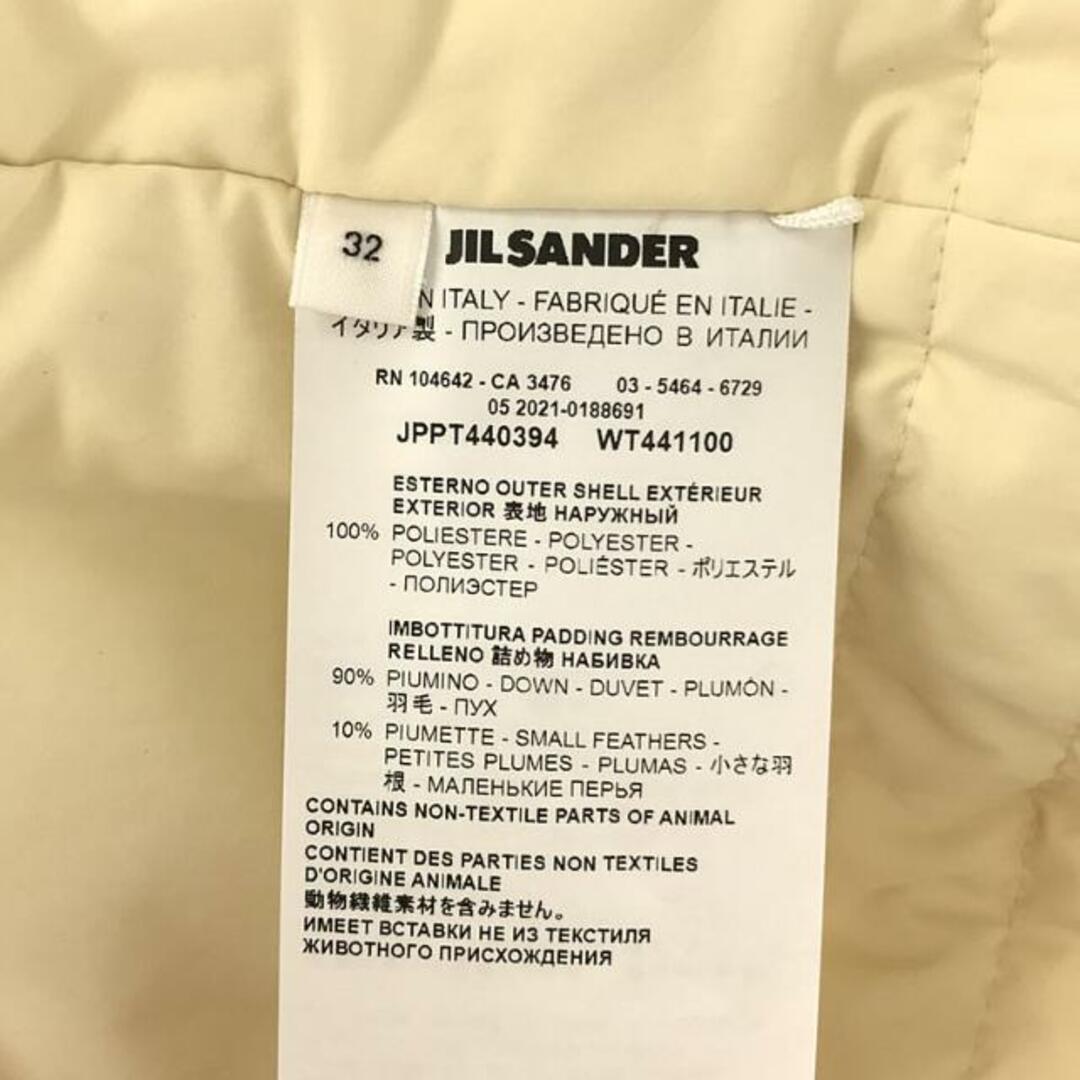 32
JIL SANDER
N ITALY - FABRIQUÉ EN ITALIE -
イタリア製 - ПРОИЗВЕДЕНО В ИТАЛИИ
RN 104642 - CA 3476 03 - 5464 - 6729
05 2021-0188691
JPPT440394 WT441100
ESTERNO OUTER SHELL EXTÉRIEUR
EXTERIOR 表地 НАРУЖНЫЙ
100% POLIESTERE - POLYESTER -
POLYESTER - POLIÉSTER - ポリエステル
- ПОЛИЭСТЕР
IMBOTTITURA PADDING REMBOURRAGE
RELLENO 詰め物 НАБИВКА
90% PIUMINO - DOWN - DUVET - PLUMÓN -
羽毛 - ПУХ
10% PIUMETTE - SMALL FEATHERS -
PETITES PLUMES - PLUMAS - 小さな羽
根 - МАЛЕНЬКИЕ ПЕРЬЯ
CONTAINS NON-TEXTILE PARTS OF ANIMAL
ORIGIN
CONTIENT DES PARTIES NON TEXTILES
D'ORIGINE ANIMALE
動物繊維素材を含みません。
ИМЕЕТ ВСТАВКИ НЕ ИЗ ТЕКСТИЛЯ
ЖИВОТНОГО ПРИСХОЖДЕНИЯ